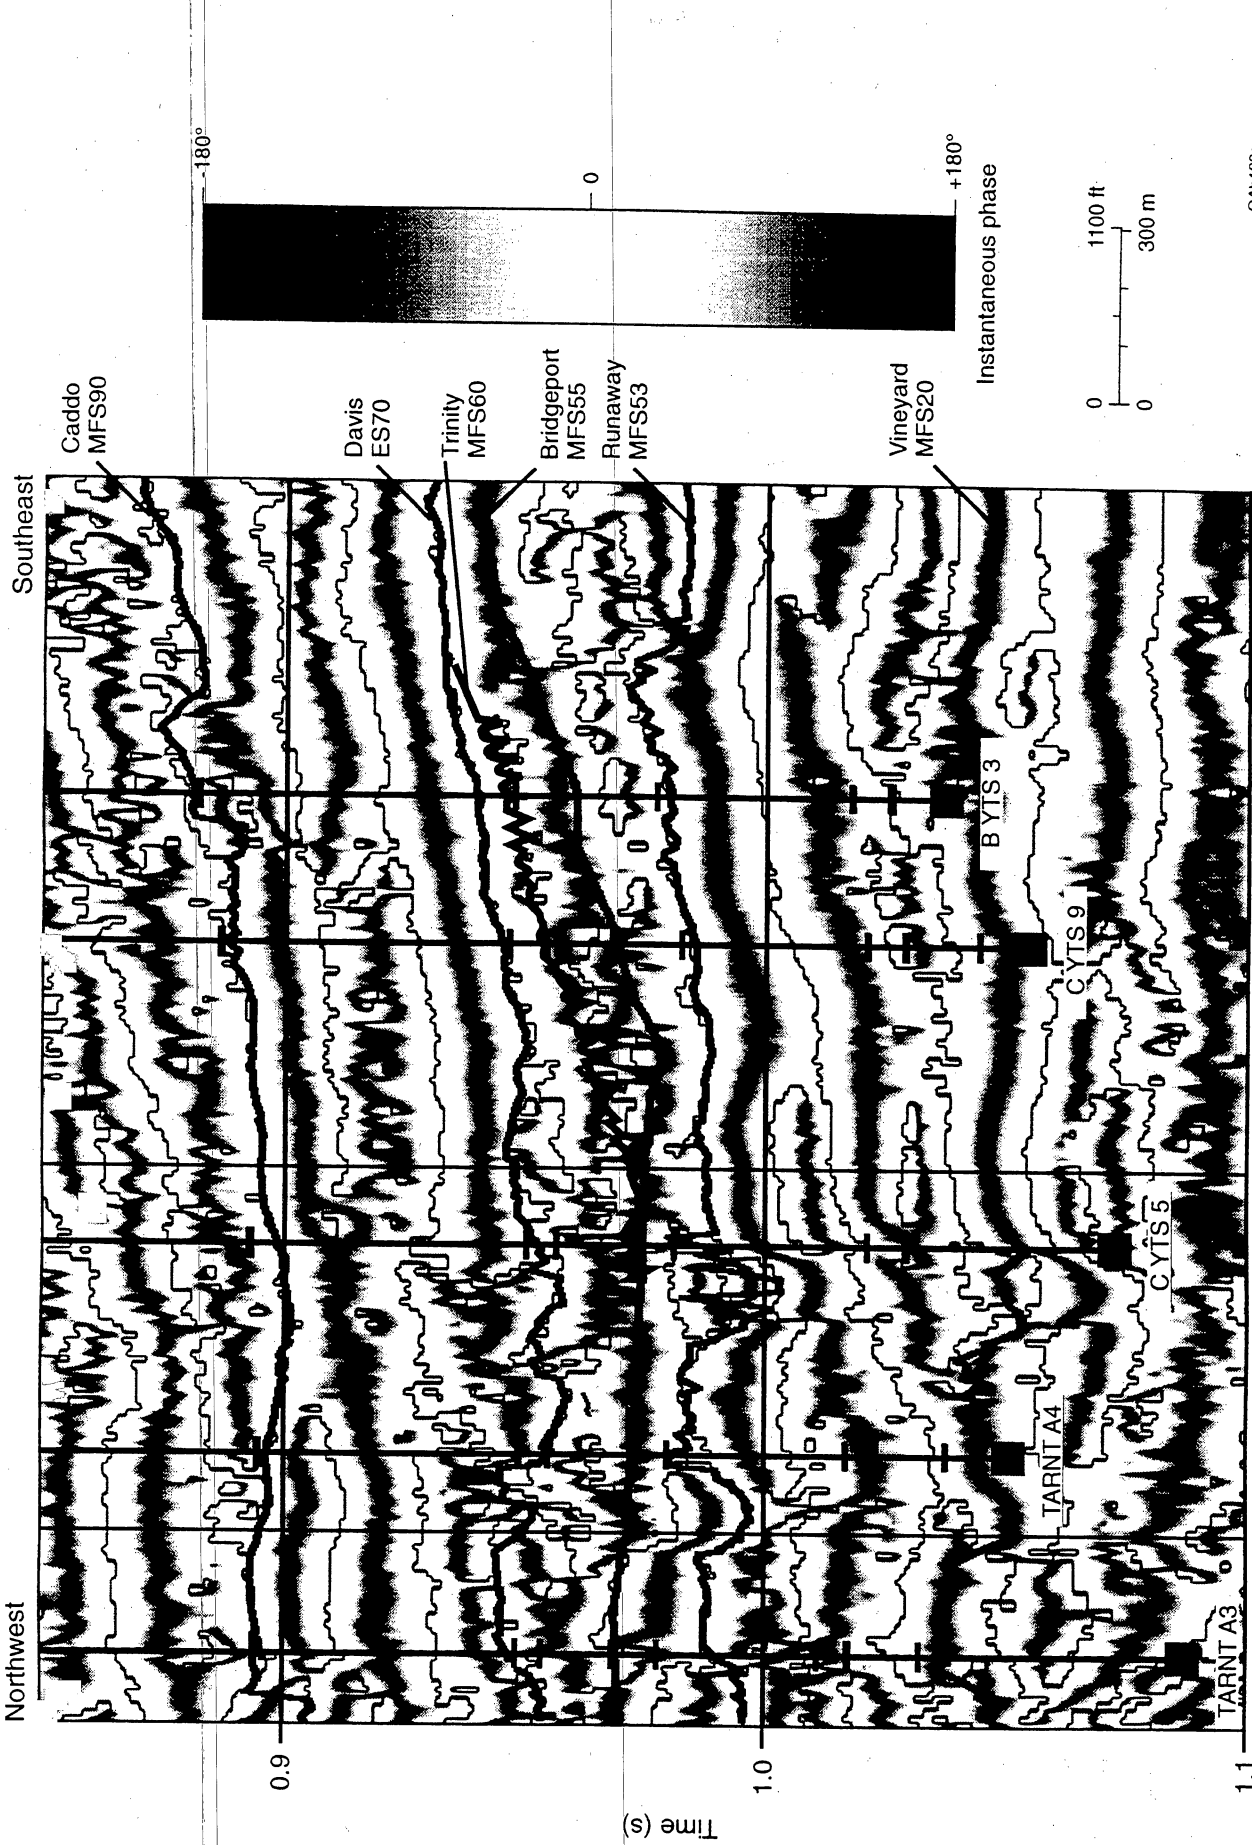 Northwest
Southeast
Caddo
MFS90
Davis
ES70
Trinity
MFS60
Bridgeport
MFS55
Runaway
MFS53
Vineyard
MFS20
Time (s)
0.9
1.0
1.1
TARNT A3
TARNT A4
C YTS 5
C YTS 9
B YTS 3
-180°
0
+180°
Instantaneous phase
0 1100 ft
0 300 m